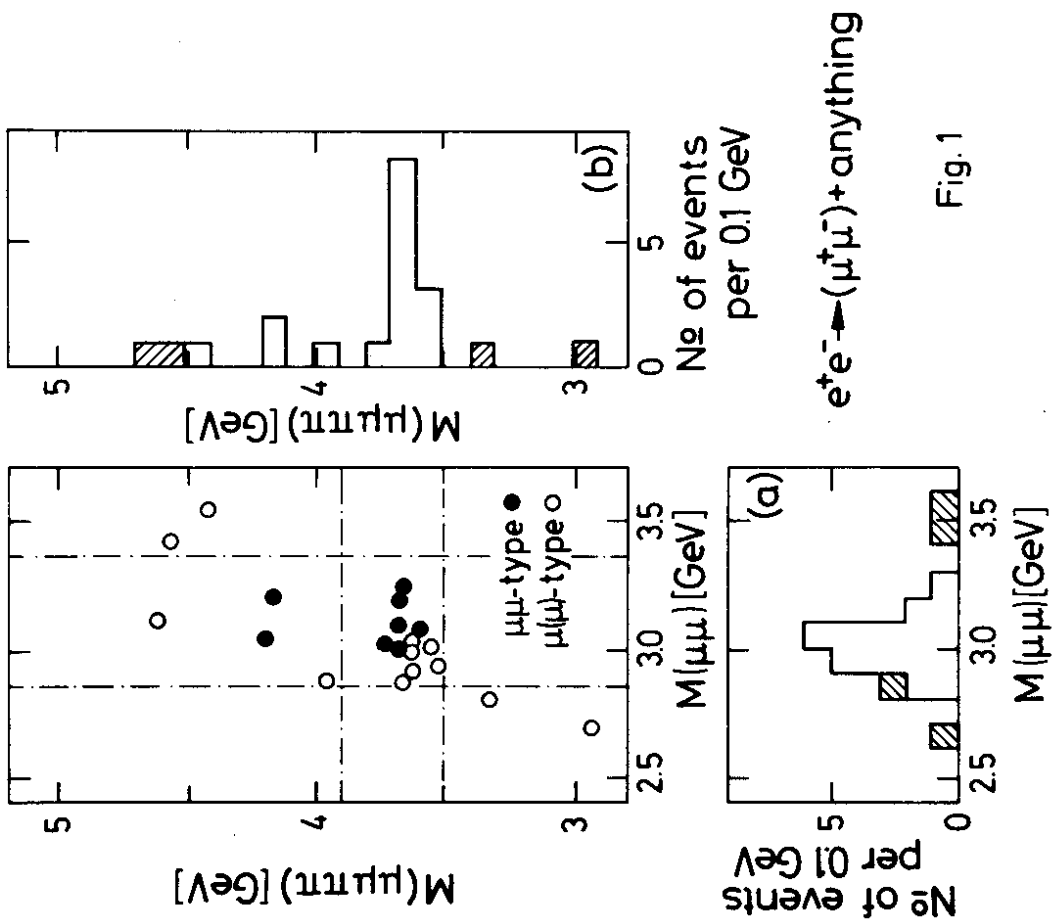 M(μμππ) [GeV]
5
4
3
μμ-type ●
μ(μ)-type ○
2.5
3.0
3.5
M(μμ) [GeV]
M(μμππ) [GeV]
5
4
3
(b)
0
5
Nº of events
per 0.1 GeV
Nº of events
per 0.1 GeV
5
0
(a)
2.5
3.0
3.5
M(μμ) [GeV]
e⁺e⁻→(μ⁺μ⁻)+anything
Fig. 1